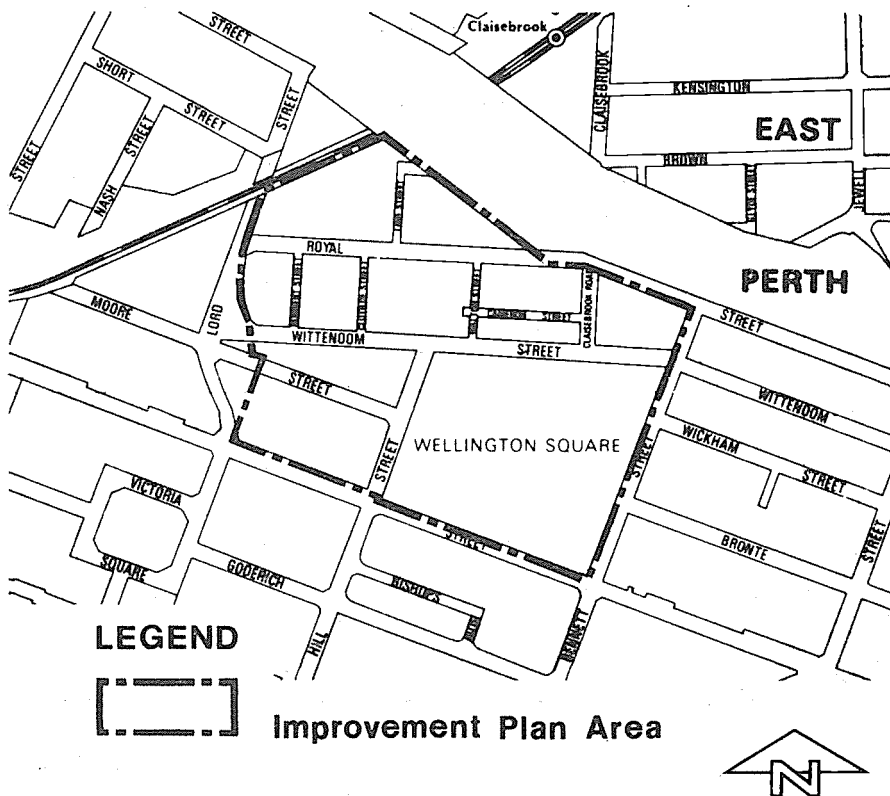 Claisebrook
STREET
SHORT
STREET
STREET
STREET
NASH
STREET
CLAISEBROOK
KENSINGTON
EAST
BROWN
JEWELL
PERTH
ROYAL
STREET
MOORE
LORD
WITTENOOM
STREET
CLAISEBROOK ROAD
STREET
STREET
STREET
WELLINGTON SQUARE
STREET
WITTENOOM
WICKHAM
STREET
STREET
BRONTE
VICTORIA
SQUARE
GODERICH
STREET
BISHOPS
HILL
BENNETT
LEGEND
Improvement Plan Area
N